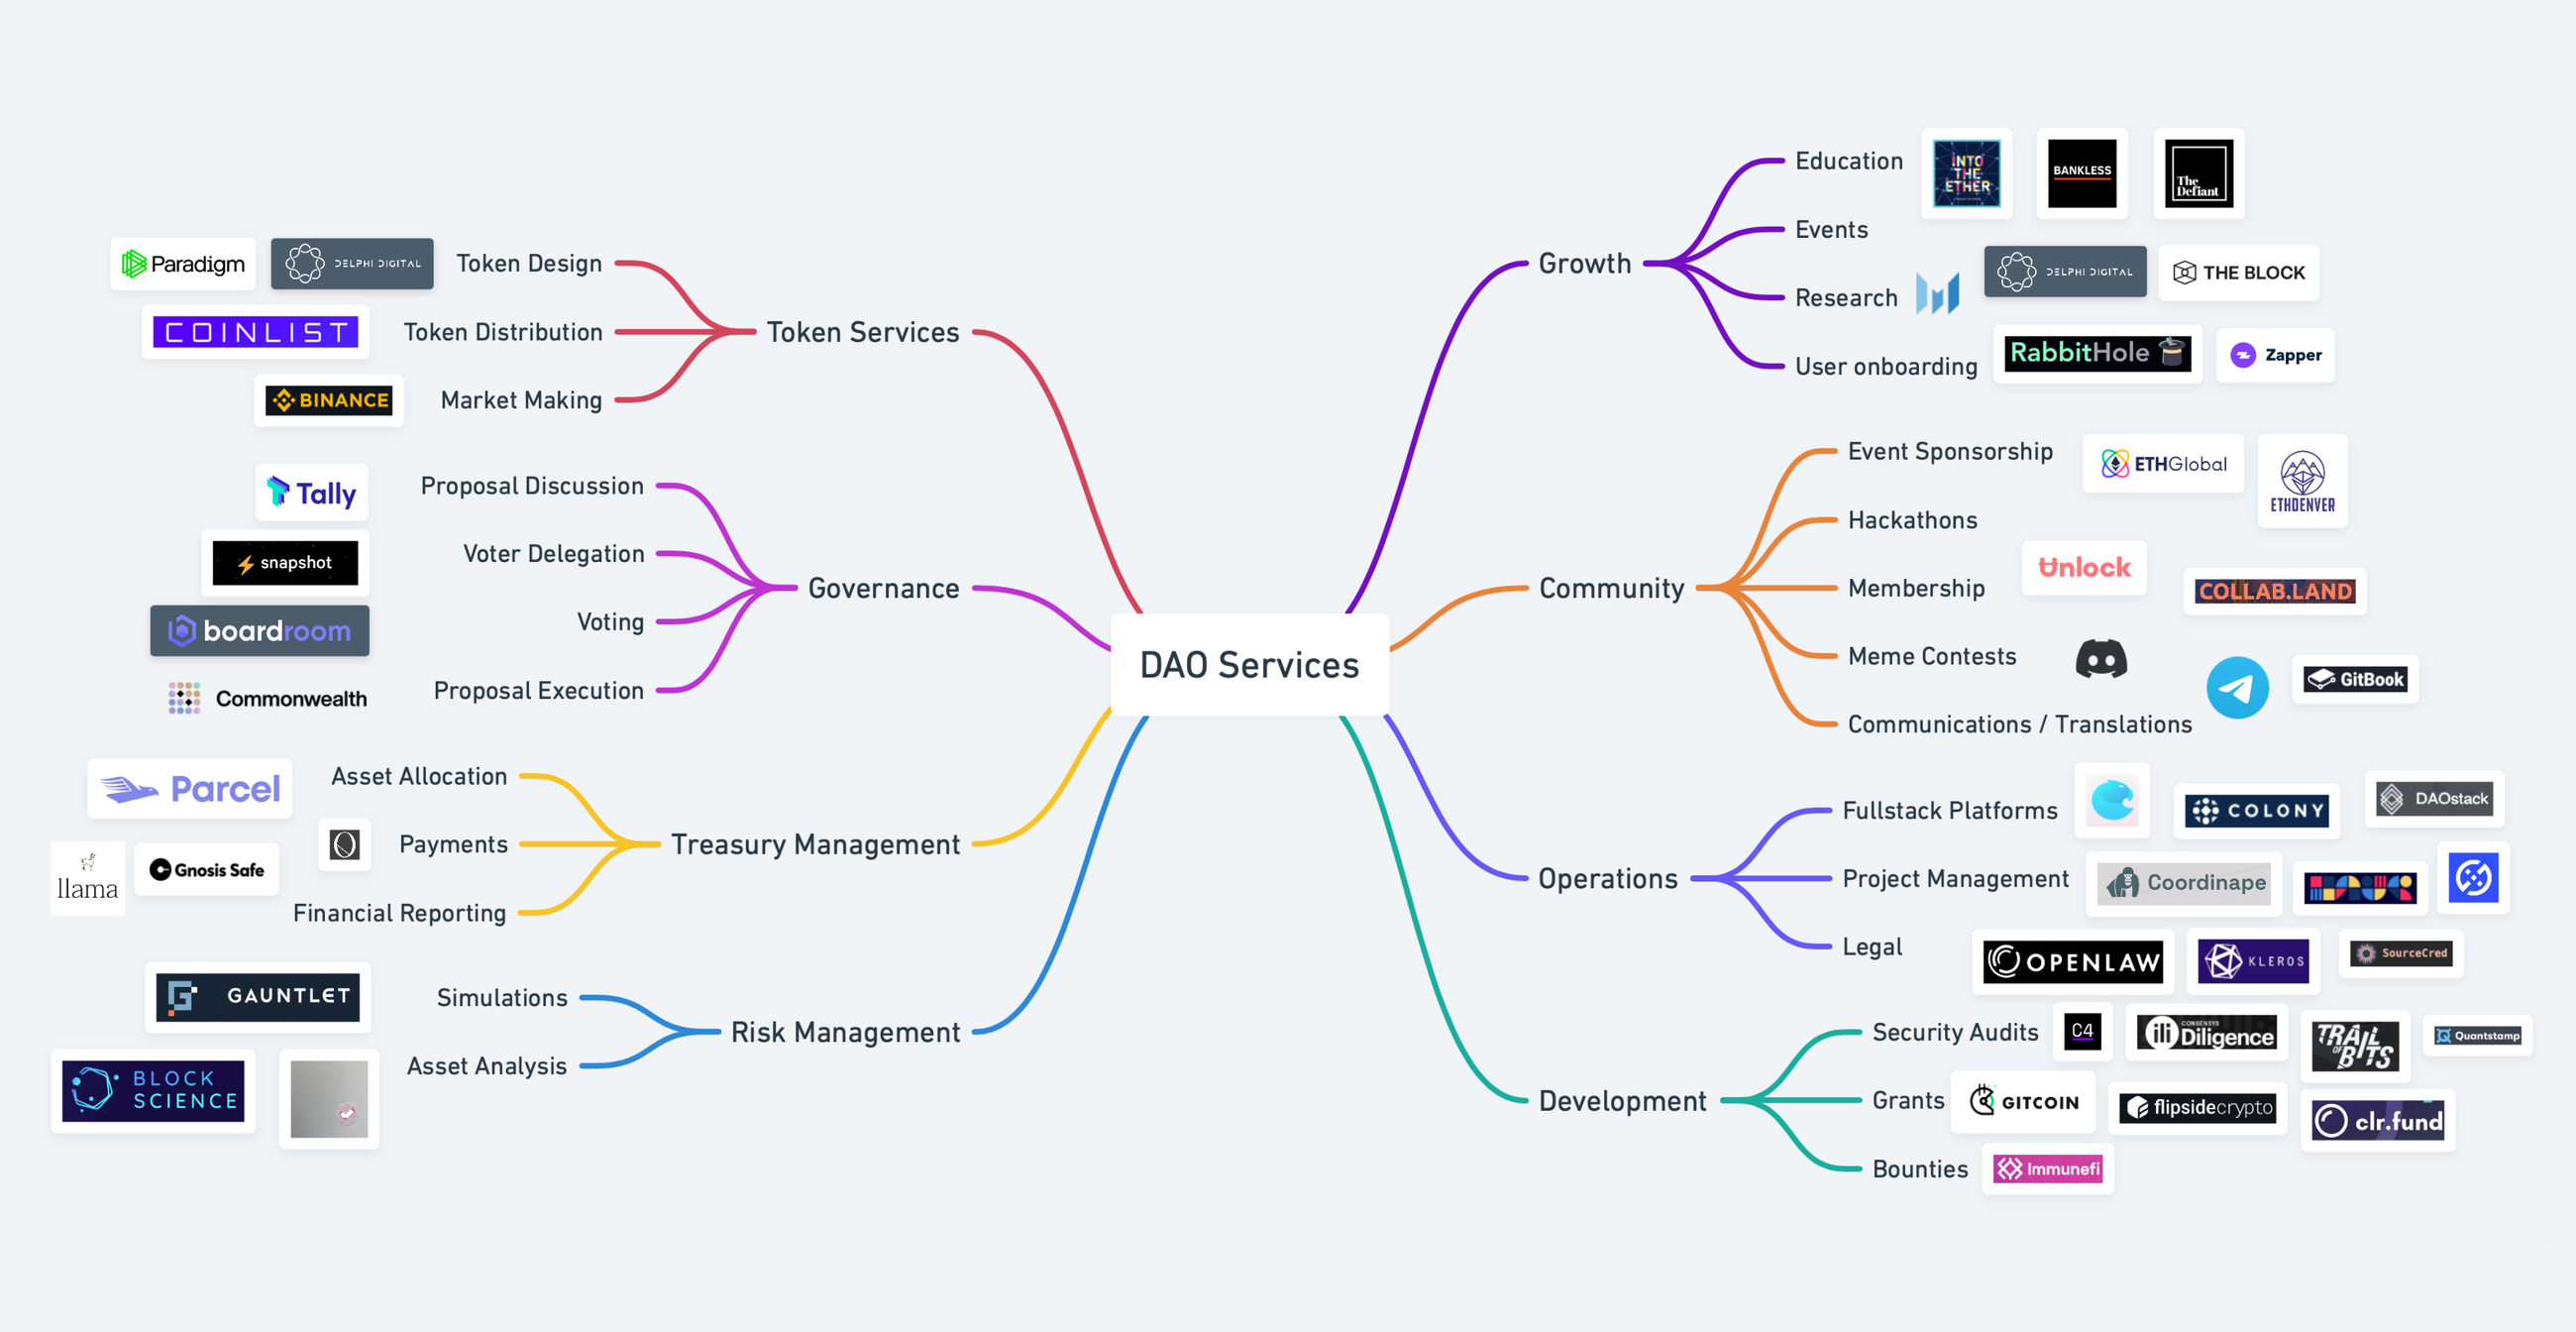 DAO Services
Token Services
Token Design
Paradigm
DELPHI DIGITAL
Token Distribution
COINLIST
Market Making
BINANCE
Governance
Proposal Discussion
Tally
Voter Delegation
snapshot
Voting
boardroom
Proposal Execution
Commonwealth
Treasury Management
Asset Allocation
Parcel
Payments
llama
Gnosis Safe
Financial Reporting
Risk Management
Simulations
GAUNTLET
Asset Analysis
BLOCK
SCIENCE
Growth
Education
INTO
THE
ETHER
BANKLESS
The
Defiant
Events
Research
DELPHI DIGITAL
THE BLOCK
User onboarding
RabbitHole
Zapper
Community
Event Sponsorship
ETHGlobal
ETHDENVER
Hackathons
Membership
Unlock
COLLAB.LAND
Meme Contests
Communications / Translations
GitBook
Operations
Fullstack Platforms
COLONY
DAOstack
Project Management
Coordinape
Legal
OPENLAW
KLEROS
SourceCred
Development
Security Audits
C4
CONSENSYS
Diligence
TRAIL
OF
BITS
Quantstamp
Grants
GITCOIN
flipsidecrypto
clr.fund
Bounties
Immunefi